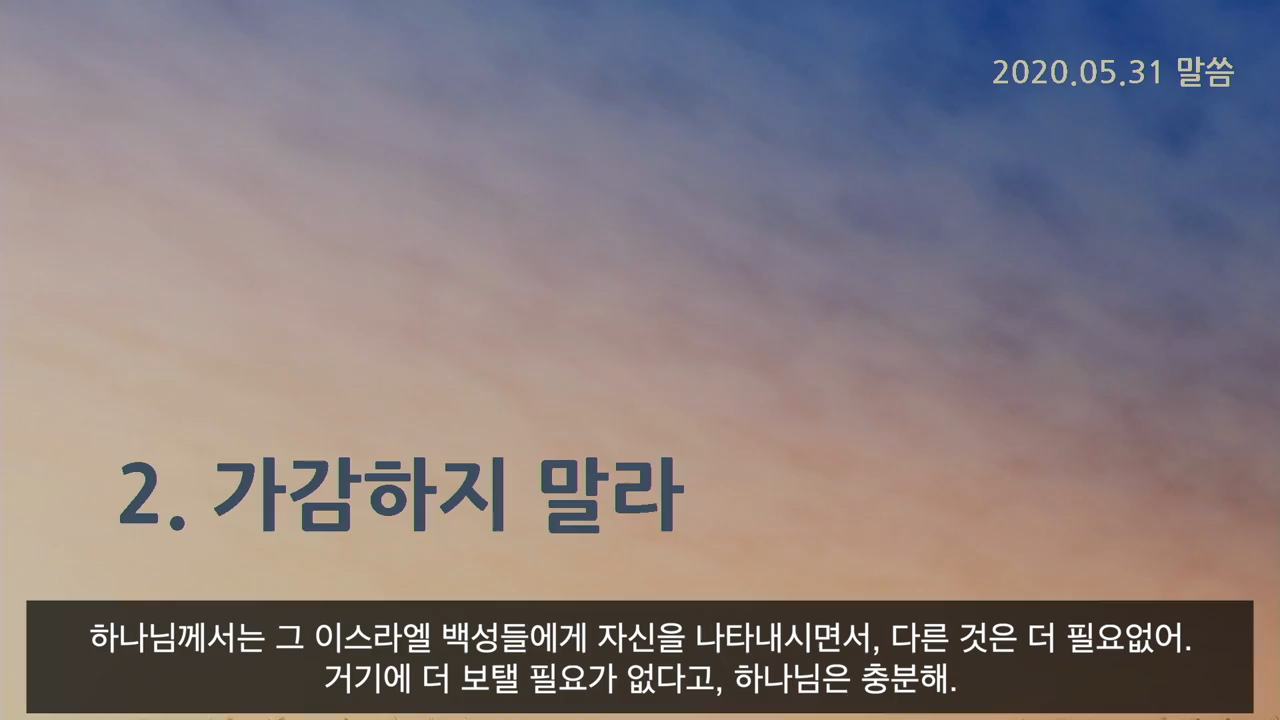 2020.05.31 말씀
2. 가감하지 말라
하나님께서는 그 이스라엘 백성들에게 자신을 나타내시면서, 다른 것은 더 필요없어.
거기에 더 보탤 필요가 없다고, 하나님은 충분해.